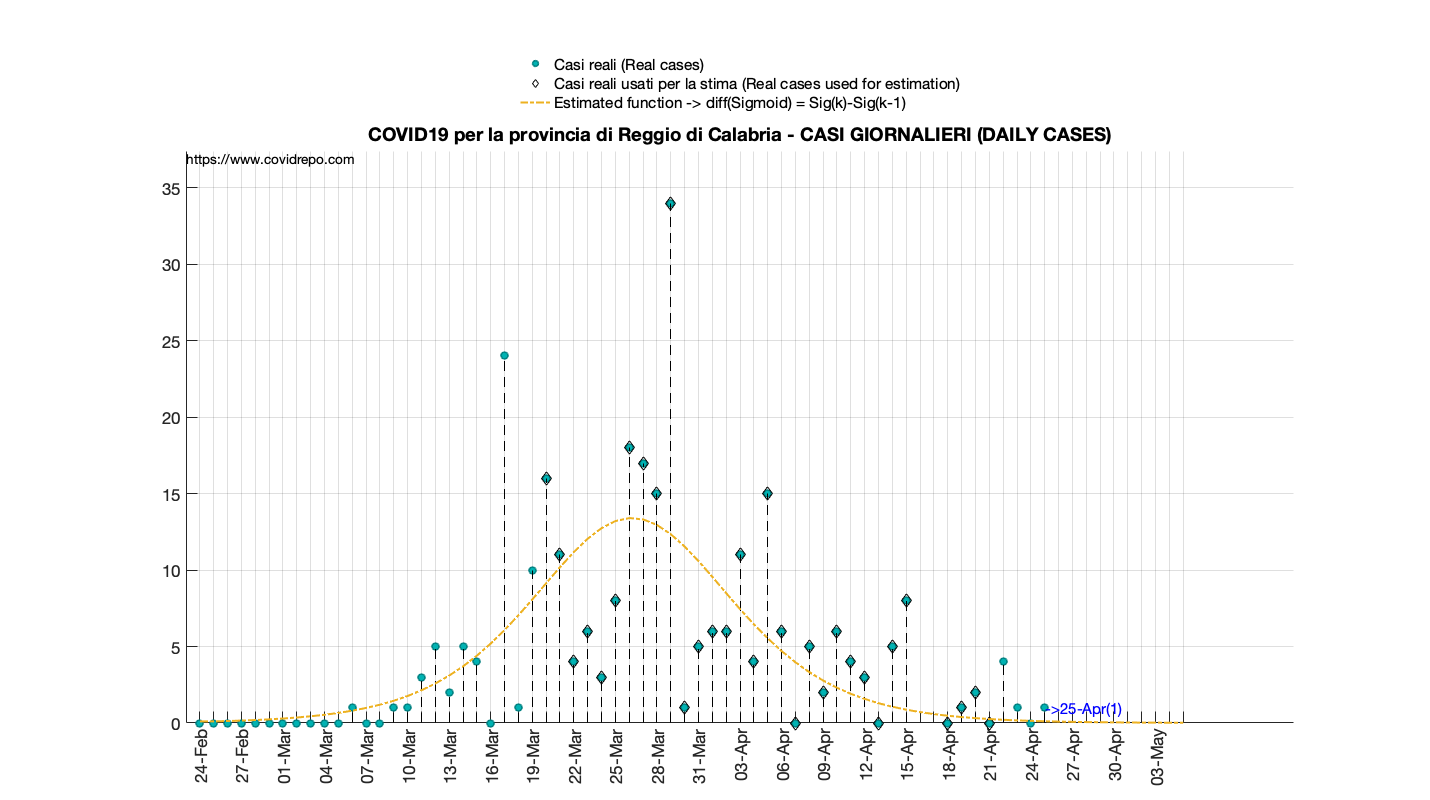 Casi reali (Real cases)
Casi reali usati per la stima (Real cases used for estimation)
Estimated function -> diff(Sigmoid) = Sig(k)-Sig(k-1)
COVID19 per la provincia di Reggio di Calabria - CASI GIORNALIERI (DAILY CASES)
https://www.covidrepo.com
35
30
25
20
15
10
5
0
->25-Apr(1)
24-Feb
27-Feb
01-Mar
04-Mar
07-Mar
10-Mar
13-Mar
16-Mar
19-Mar
22-Mar
25-Mar
28-Mar
31-Mar
03-Apr
06-Apr
09-Apr
12-Apr
15-Apr
18-Apr
21-Apr
24-Apr
27-Apr
30-Apr
03-May